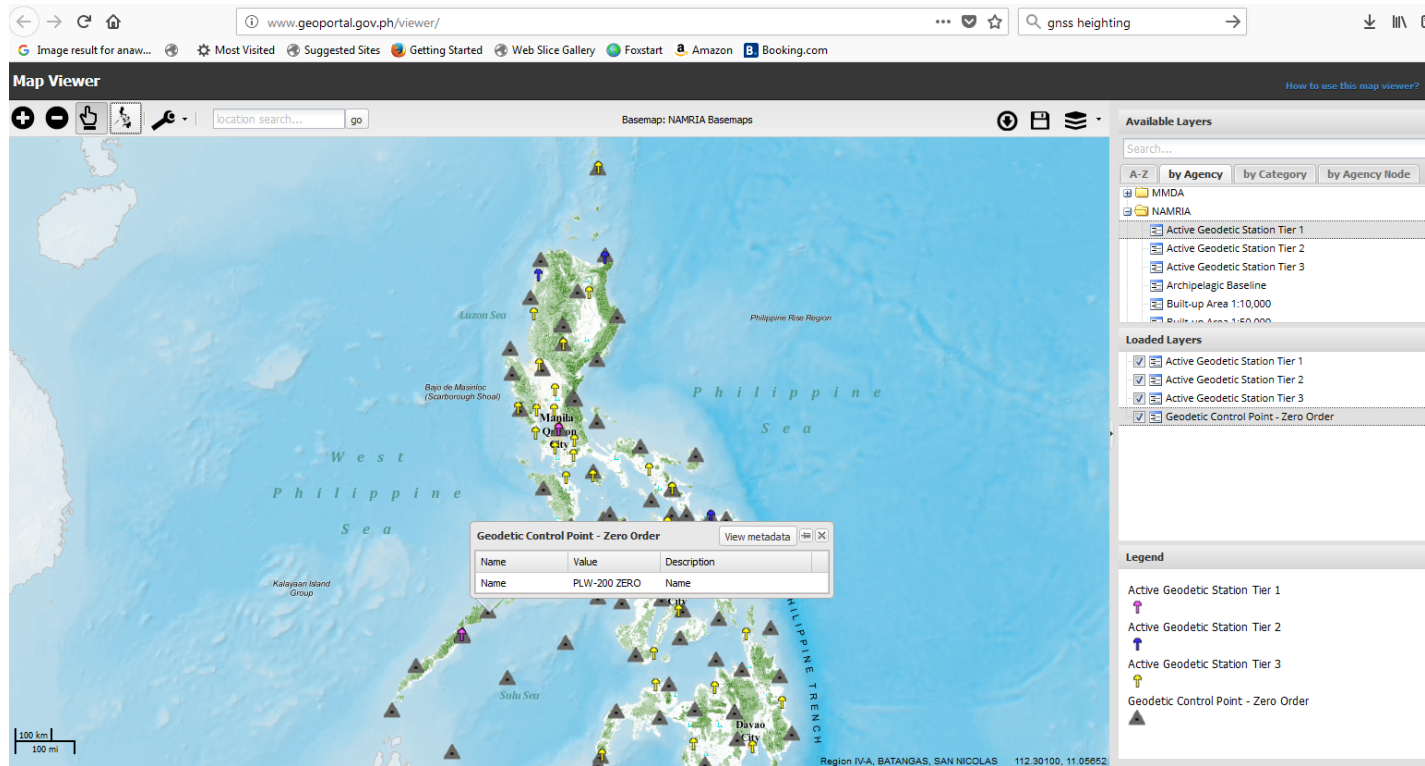 www.geoportal.gov.ph/viewer/
gnss heighting
Image result for anaw...
Most Visited
Suggested Sites
Getting Started
Web Slice Gallery
Foxstart
Amazon
Booking.com
Map Viewer
How to use this map viewer?
location search...
go
Basemap: NAMRIA Basemaps
Available Layers
Search...
A-Z
by Agency
by Category
by Agency Node
MMDA
NAMRIA
Active Geodetic Station Tier 1
Active Geodetic Station Tier 2
Active Geodetic Station Tier 3
Archipelagic Baseline
Built-up Area 1:10,000
Built-up Area 1:50,000
Loaded Layers
Active Geodetic Station Tier 1
Active Geodetic Station Tier 2
Active Geodetic Station Tier 3
Geodetic Control Point - Zero Order
Legend
Active Geodetic Station Tier 1
Active Geodetic Station Tier 2
Active Geodetic Station Tier 3
Geodetic Control Point - Zero Order
Luzon Sea
Philippine Rise Region
Bajo de Masinloc
(Scarborough Shoal)
Philippine
Sea
Manila
Quezon
City
West
Philippine
Sea
Kalayaan Island
Group
Geodetic Control Point - Zero Order
View metadata
Name Value Description
Name PLW-200 ZERO Name
City
PHILIPPINE TRENCH
Sulu Sea
Davao
City
100 km
100 mi
Region IV-A, BATANGAS, SAN NICOLAS 112.30100, 11.05652